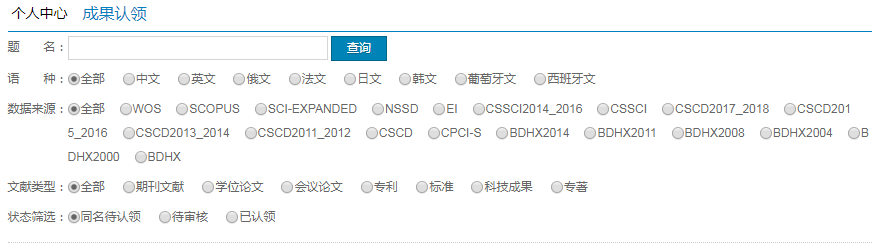 个人中心 成果认领
题 名： 查询
语 种： 全部 中文 英文 俄文 法文 日文 韩文 葡萄牙文 西班牙文
数据来源： 全部 WOS SCOPUS SCI-EXPANDED NSSD EI CSSCI2014_2016 CSSCI CSCD2017_2018 CSCD201
5_2016 CSCD2013_2014 CSCD2011_2012 CSCD CPCI-S BDHX2014 BDHX2011 BDHX2008 BDHX2004 B
DHX2000 BDHX
文献类型： 全部 期刊文献 学位论文 会议论文 专利 标准 科技成果 专著
状态筛选： 同名待认领 待审核 已认领